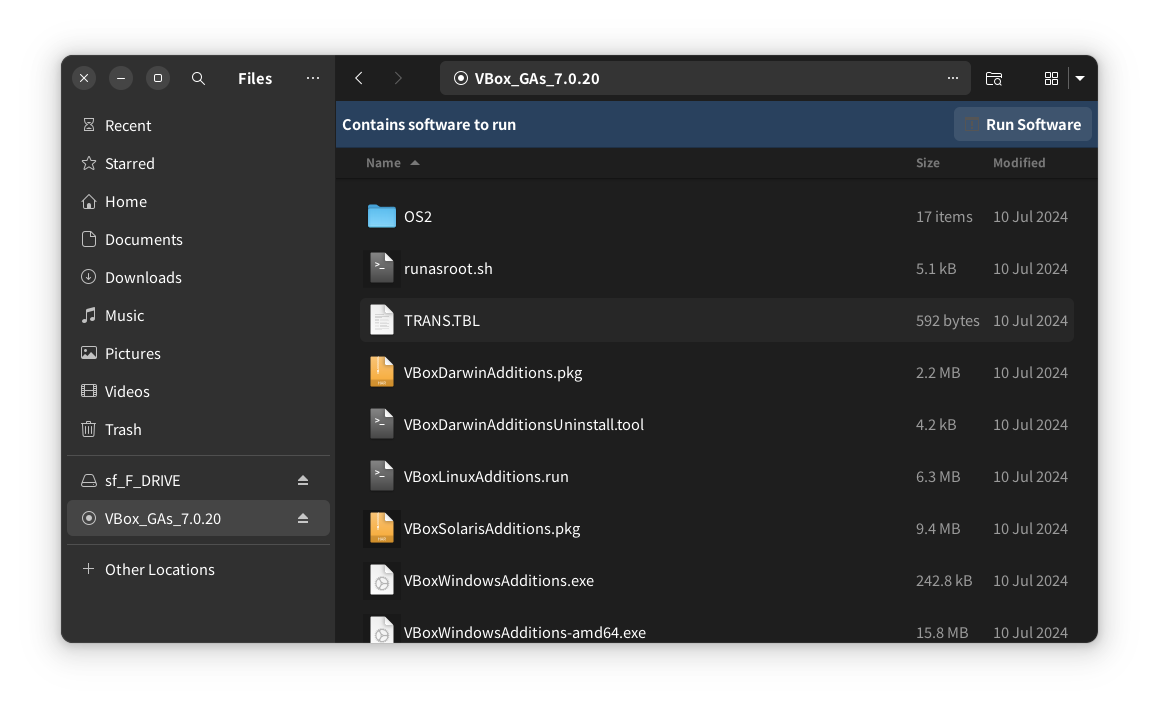 Files
VBox_GAs_7.0.20
Recent
Starred
Home
Documents
Downloads
Music
Pictures
Videos
Trash
sf_F_DRIVE
VBox_GAs_7.0.20
Other Locations
Contains software to run Run Software
Name Size Modified
OS2 17 items 10 Jul 2024
runasroot.sh 5.1 kB 10 Jul 2024
TRANS.TBL 592 bytes 10 Jul 2024
VBoxDarwinAdditions.pkg 2.2 MB 10 Jul 2024
VBoxDarwinAdditionsUninstall.tool 4.2 kB 10 Jul 2024
VBoxLinuxAdditions.run 6.3 MB 10 Jul 2024
VBoxSolarisAdditions.pkg 9.4 MB 10 Jul 2024
VBoxWindowsAdditions.exe 242.8 kB 10 Jul 2024
VBoxWindowsAdditions-amd64.exe 15.8 MB 10 Jul 2024